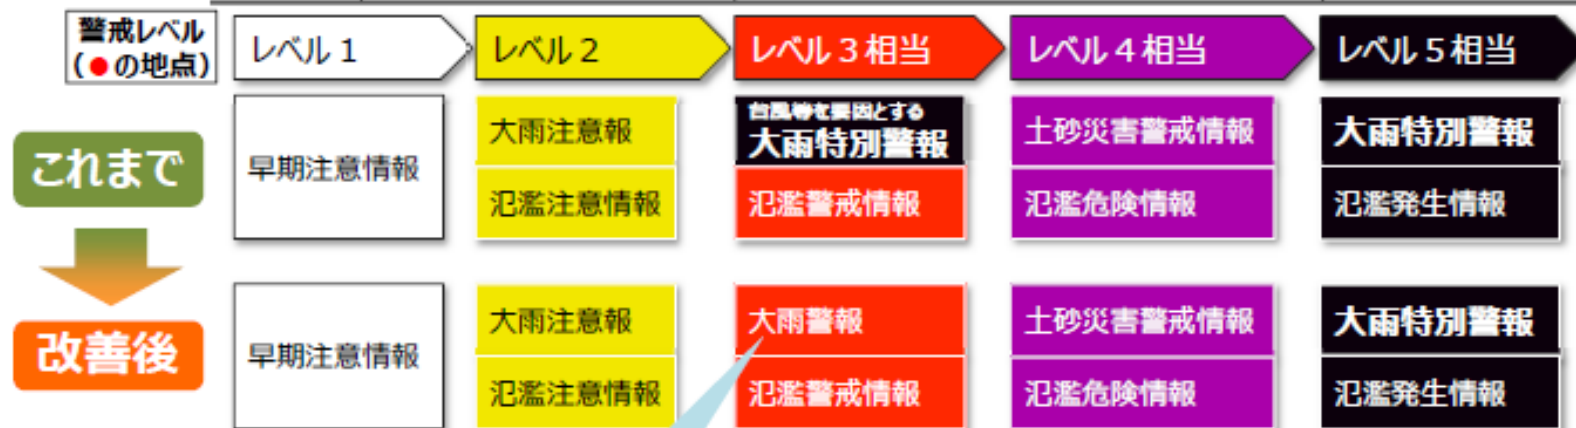 警戒レベル
(●の地点)
レベル 1
レベル 2
レベル 3 相当
レベル 4 相当
レベル 5 相当
これまで
早期注意情報
大雨注意報
氾濫注意情報
台風等を要因とする
大雨特別警報
氾濫警戒情報
土砂災害警戒情報
氾濫危険情報
大雨特別警報
氾濫発生情報
改善後
早期注意情報
大雨注意報
氾濫注意情報
大雨警報
氾濫警戒情報
土砂災害警戒情報
氾濫危険情報
大雨特別警報
氾濫発生情報